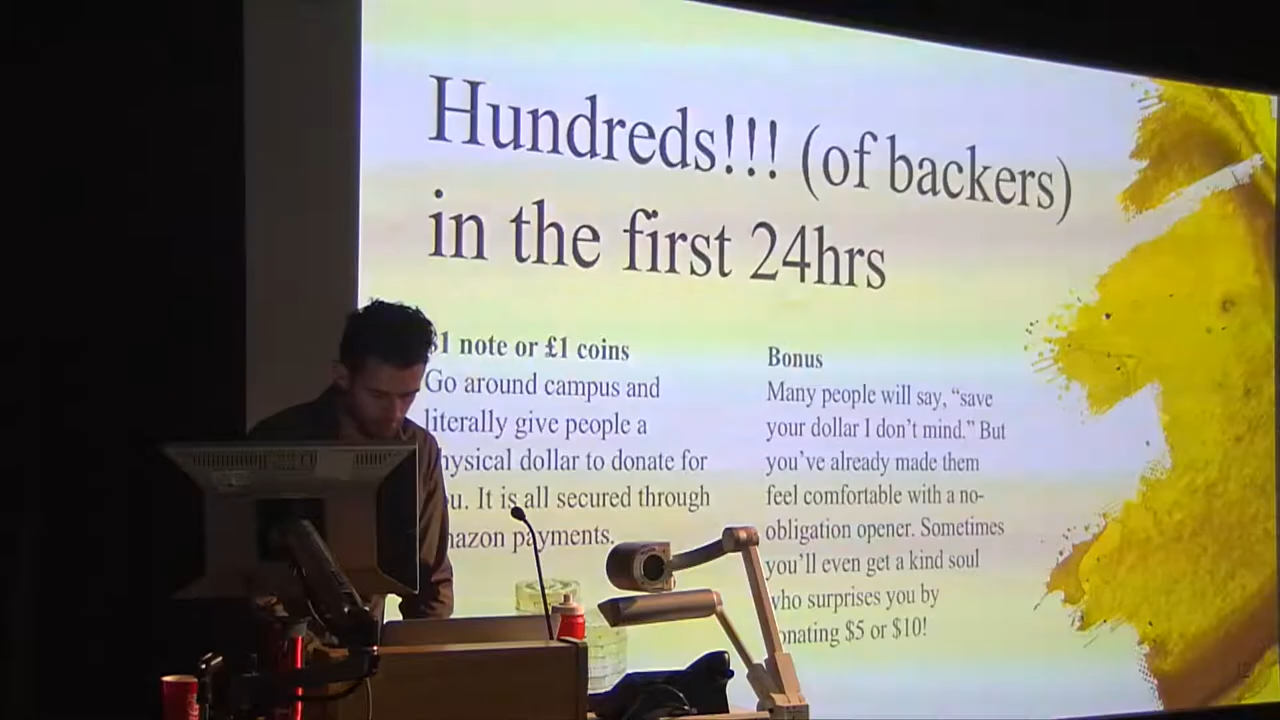 Hundreds!!! (of backers)
in the first 24hrs
1 note or £1 coins
Go around campus and
literally give people a
dollar to donate for
It is all secured through
payments.
Bonus
Many people will say, “save
your dollar I don’t mind.” But
you’ve already made them
feel comfortable with a no-
obligation opener. Sometimes
you’ll even get a kind soul
who surprises you by
$5 or $10!